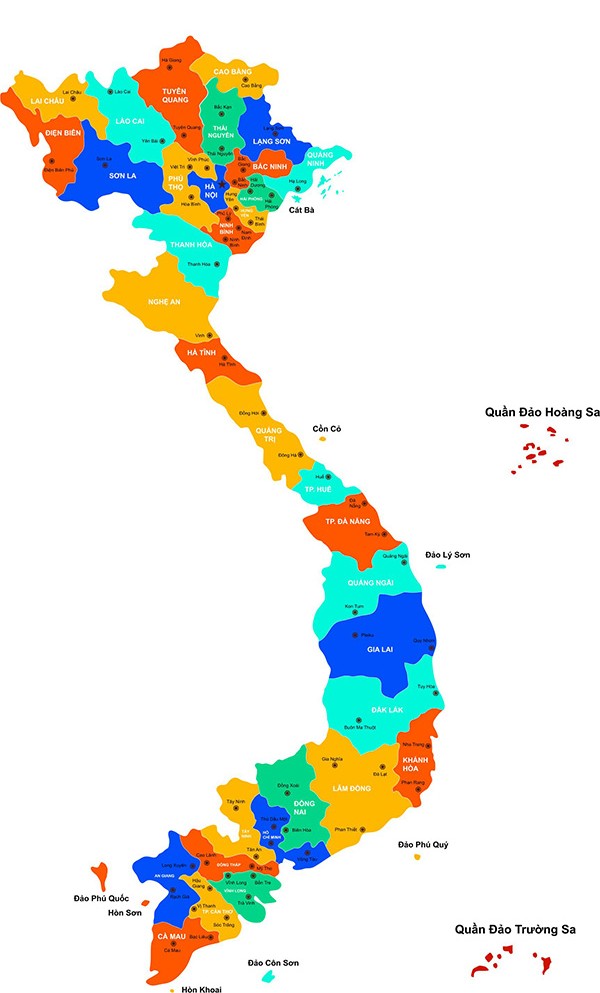 Hà Giang
CAO BẰNG
Cao Bằng
Lào Cai
Lai Châu
LAI CHÂU
TUYÊN
QUANG
LÀO CAI
Bắc Kạn
THÁI
NGUYÊN
Lạng Sơn
LẠNG SƠN
ĐIỆN BIÊN
Tuyên Quang
Yên Bái
Thái Nguyên
QUẢNG
NINH
Điện Biên Phủ
Sơn La
SƠN LA
Vĩnh Phúc
Việt Trì
Bắc
Giang
BẮC NINH
PHÚ
THỌ
HÀ
NỘI
Bắc
Ninh
Hải
Dương
Hạ Long
HẢI PHÒNG
Hải
Phòng
Hưng
Yên
HƯNG
YÊN
Hòa Bình
Cát Bà
Phủ Lý
Thái
Bình
NINH
BÌNH
Nam
Định
Ninh
Bình
THANH HÓA
Thanh Hóa
NGHỆ AN
Vinh
HÀ TĨNH
Hà Tĩnh
Đồng Hới
Quần Đảo Hoàng Sa
Cồn Cỏ
QUẢNG
TRỊ
Đông Hà
Huế
TP. HUẾ
Đà
Nẵng
TP. ĐÀ NẴNG
Tam Kỳ
Quảng Ngãi
Đảo Lý Sơn
QUẢNG NGÃI
Kon Tum
Pleiku
Quy Nhơn
GIA LAI
Tuy Hòa
ĐĂK LĂK
Buôn Ma Thuột
Nha Trang
KHÁNH
HÒA
Gia Nghĩa
Đà Lạt
LÂM ĐỒNG
Phan Rang
Đồng Xoài
ĐỒNG
NAI
Tây Ninh
Thủ Dầu Một
TÂY
NINH
HỒ
CHÍ MINH
Biên Hòa
Phan Thiết
Tân An
Vũng Tàu
Đảo Phú Quý
Cao Lãnh
Long Xuyên
ĐỒNG THÁP
Mỹ Tho
AN GIANG
Hậu
Giang
Vĩnh Long
Bến Tre
VĨNH LONG
Rạch Giá
Trà Vinh
Đảo Phú Quốc
Hòn Sơn
Vị Thanh
TP. CẦN THƠ
Sóc Trăng
CÀ MAU
Bạc Liêu
Cà Mau
Quần Đảo Trường Sa
Đảo Côn Sơn
Hòn Khoai